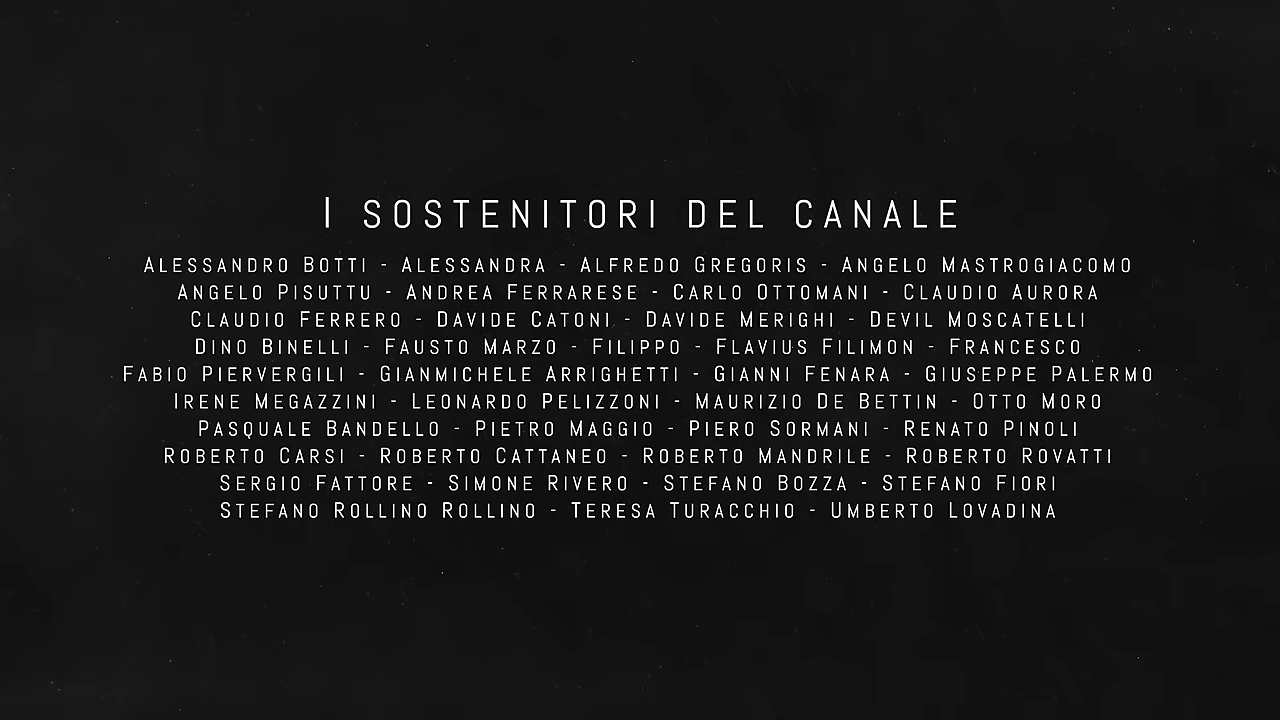 I SOSTENITORI DEL CANALE
ALESSANDRO BOTTI - ALESSANDRA - ALFREDO GREGORIS - ANGELO MASTROGIACOMO
ANGELO PISUTTU - ANDREA FERRARESE - CARLO OTTOMANI - CLAUDIO AURORA
CLAUDIO FERRERO - DAVIDE CATONI - DAVIDE MERIGHI - DEVIL MOSCATELLI
DINO BINELLI - FAUSTO MARZO - FILIPPO - FLAVIUS FILIMON - FRANCESCO
FABIO PIERVERGILI - GIANMICHELE ARRIGHETTI - GIANNI FENARA - GIUSEPPE PALERMO
IRENE MEGAZZINI - LEONARDO PELIZZONI - MAURIZIO DE BETTIN - OTTO MORO
PASQUALE BANDELLO - PIETRO MAGGIO - PIERO SORMANI - RENATO PINOLI
ROBERTO CARSI - ROBERTO CATTANEO - ROBERTO MANDRILE - ROBERTO ROVATTI
SERGIO FATTORE - SIMONE RIVERO - STEFANO BOZZA - STEFANO FIORI
STEFANO ROLLINO ROLLINO - TERESA TURACCHIO - UMBERTO LOVADINA